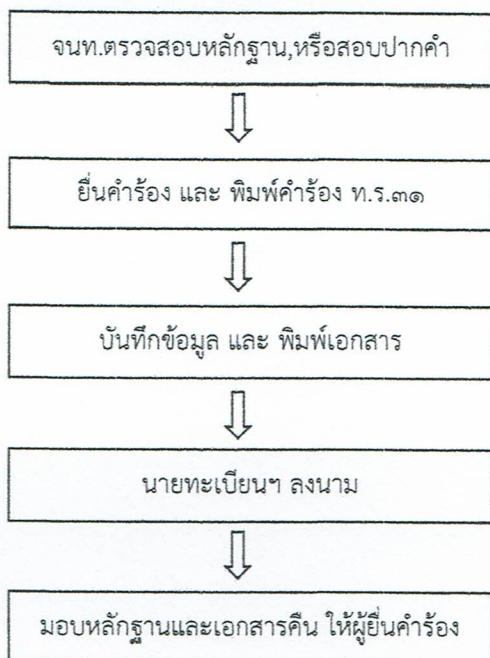 จนท.ตรวจสอบหลักฐาน,หรือสอบปากคำ
ยื่นคำร้อง และ พิมพ์คำร้อง ท.ร.๓๑
บันทึกข้อมูล และ พิมพ์เอกสาร
นายทะเบียนฯ ลงนาม
มอบหลักฐานและเอกสารคืน ให้ผู้ยื่นคำร้อง